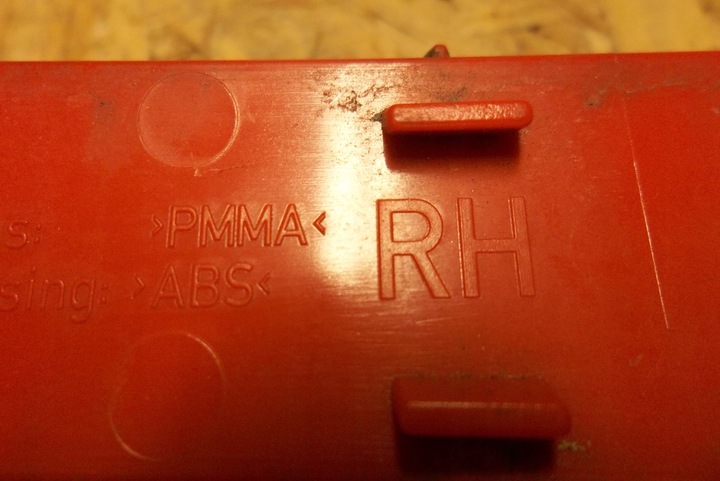 s: >PMMA<
sing: >ABS<
RH